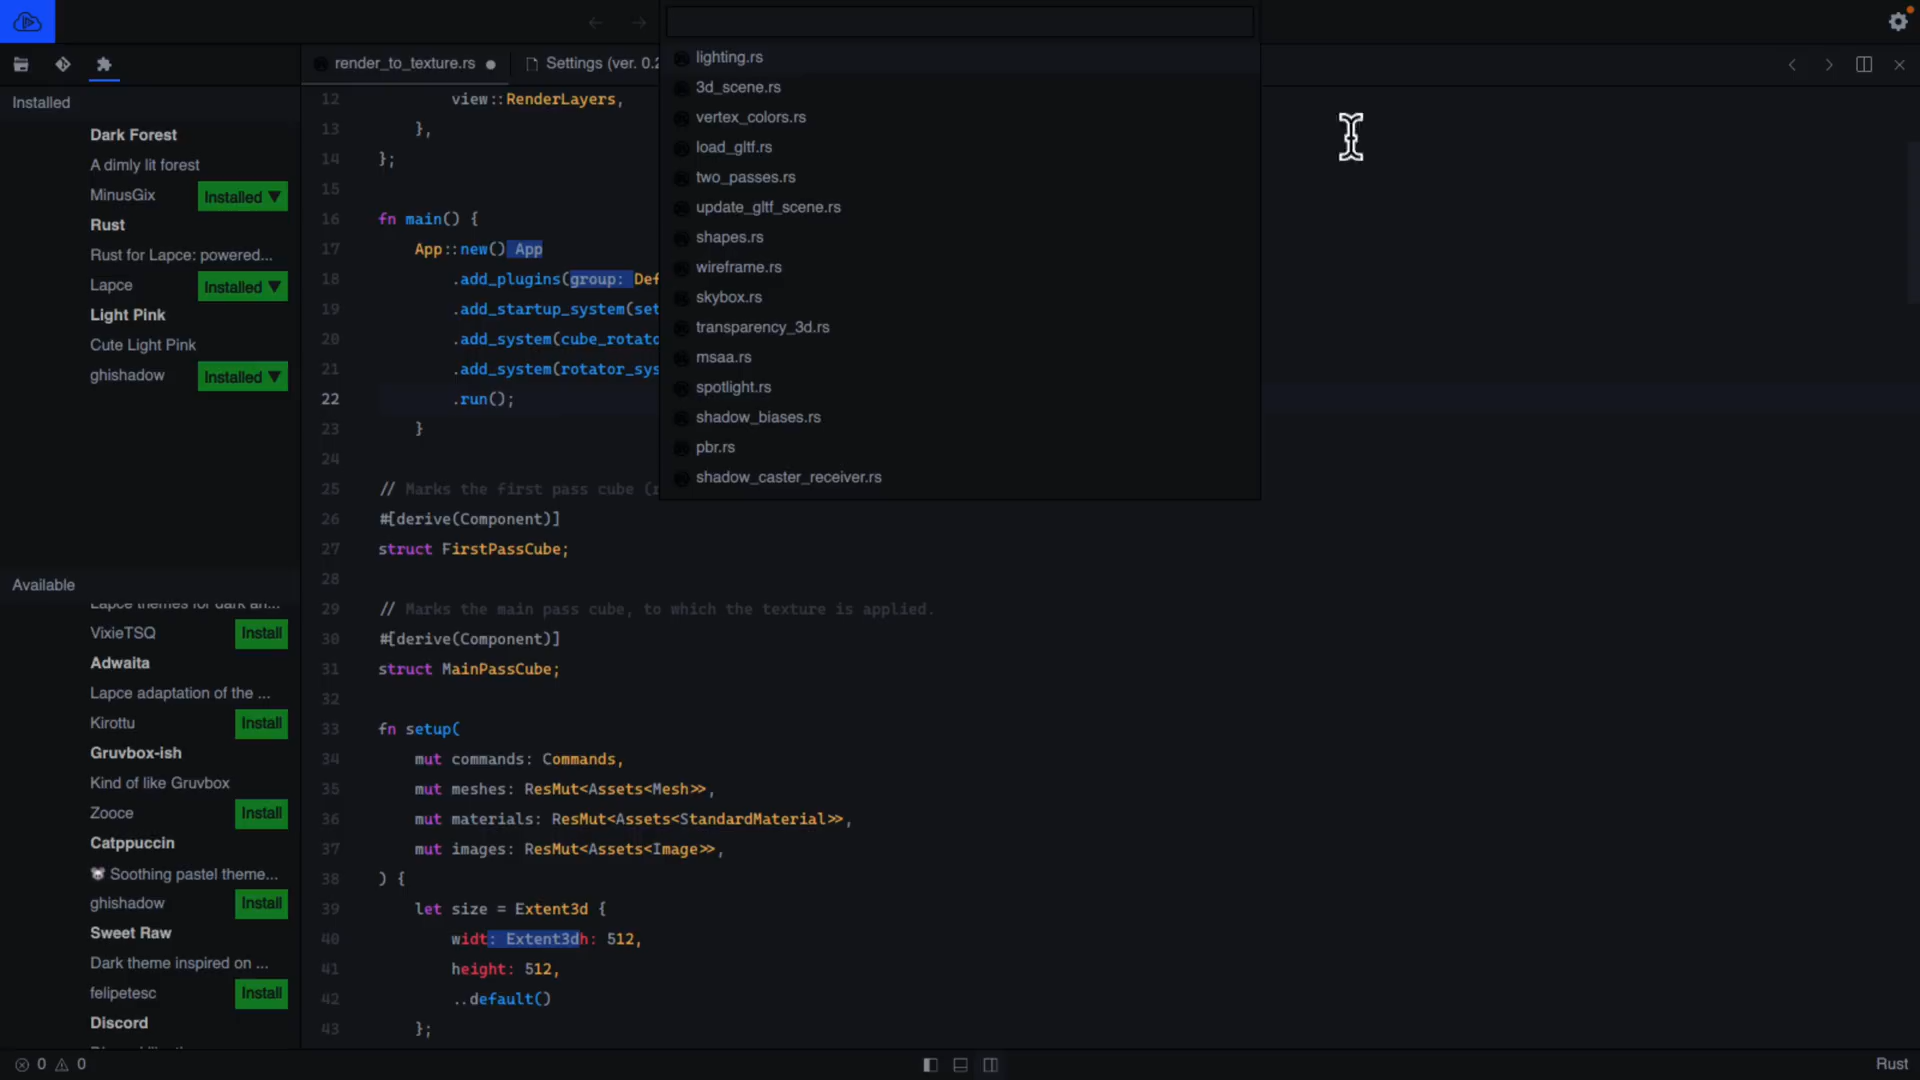 render_to_texture.rs
Settings (ver. 0.2
Installed
Dark Forest
A dimly lit forest
MinusGix
Installed ▼
Rust
Rust for Lapce: powered...
Lapce
Installed ▼
Light Pink
Cute Light Pink
ghishadow
Installed ▼
Available
Lapce themes for dark an...
VixieTSQ
Install
Adwaita
Lapce adaptation of the ...
Kirottu
Install
Gruvbox-ish
Kind of like Gruvbox
Zooce
Install
Catppuccin
Soothing pastel theme...
ghishadow
Install
Sweet Raw
Dark theme inspired on ...
felipetesc
Install
Discord
12 view::RenderLayers,
13 },
14 };
15
16 fn main() {
17 App::new() App
18 .add_plugins(group: Def
19 .add_startup_system(set
20 .add_system(cube_rotato
21 .add_system(rotator_sys
22 .run();
23 }
24
25 // Marks the first pass cube (
26 #[derive(Component)]
27 struct FirstPassCube;
28
29 // Marks the main pass cube, to which the texture is applied.
30 #[derive(Component)]
31 struct MainPassCube;
32
33 fn setup(
34 mut commands: Commands,
35 mut meshes: ResMut<Assets<Mesh>>,
36 mut materials: ResMut<Assets<StandardMaterial>>,
37 mut images: ResMut<Assets<Image>>,
38 ) {
39 let size = Extent3d {
40 widt: Extent3dh: 512,
41 height: 512,
42 ..default()
43 };
lighting.rs
3d_scene.rs
vertex_colors.rs
load_gltf.rs
two_passes.rs
update_gltf_scene.rs
shapes.rs
wireframe.rs
skybox.rs
transparency_3d.rs
msaa.rs
spotlight.rs
shadow_biases.rs
pbr.rs
shadow_caster_receiver.rs
0 0
Rust